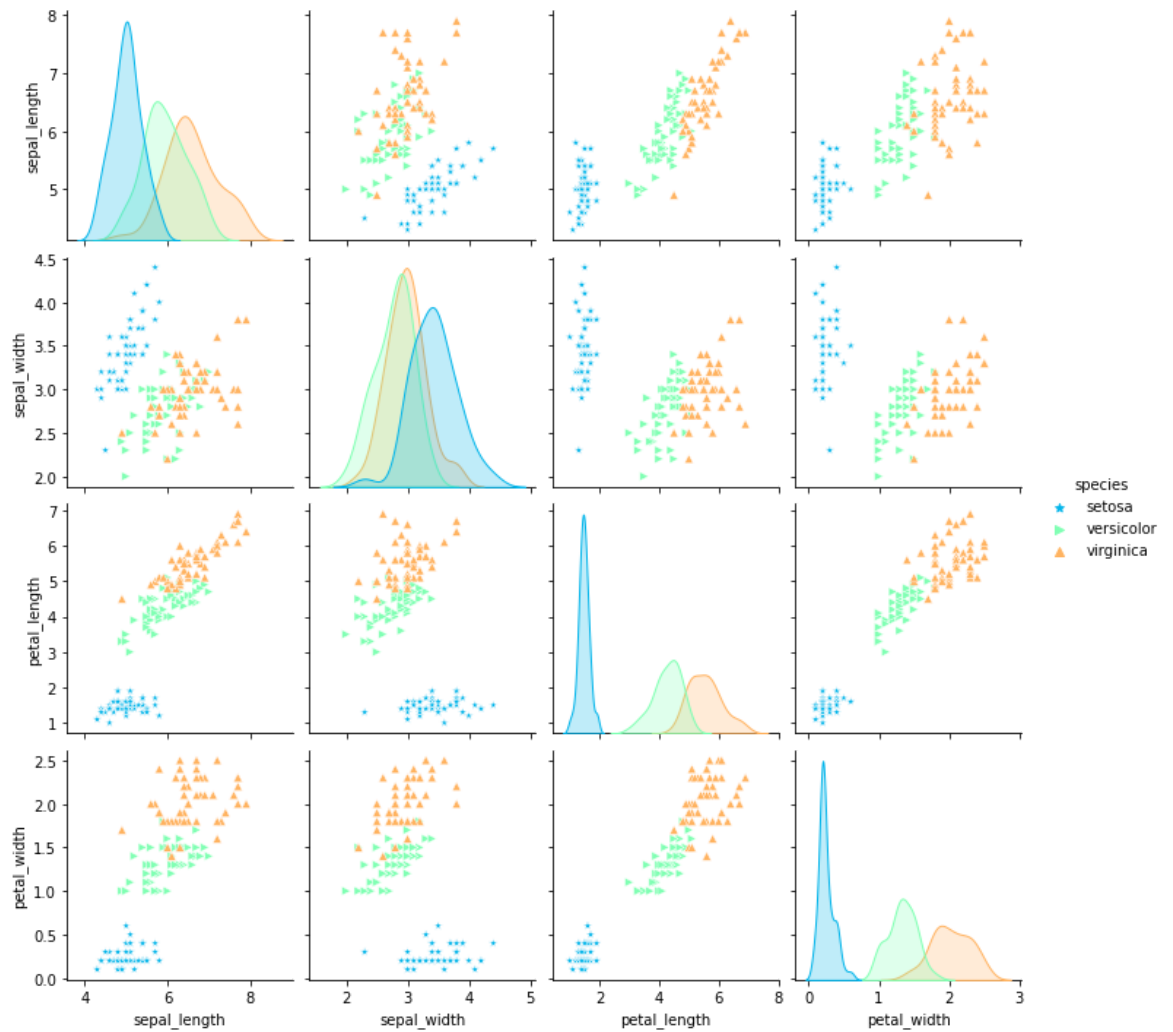 8
7
6
5
sepal_length
4.5
4.0
3.5
3.0
2.5
2.0
sepal_width
species
setosa
versicolor
virginica
7
6
5
4
3
2
1
petal_length
2.5
2.0
1.5
1.0
0.5
0.0
petal_width
4 6 8 2 3 4 5 2 4 6 8 0 1 2 3
sepal_length sepal_width petal_length petal_width